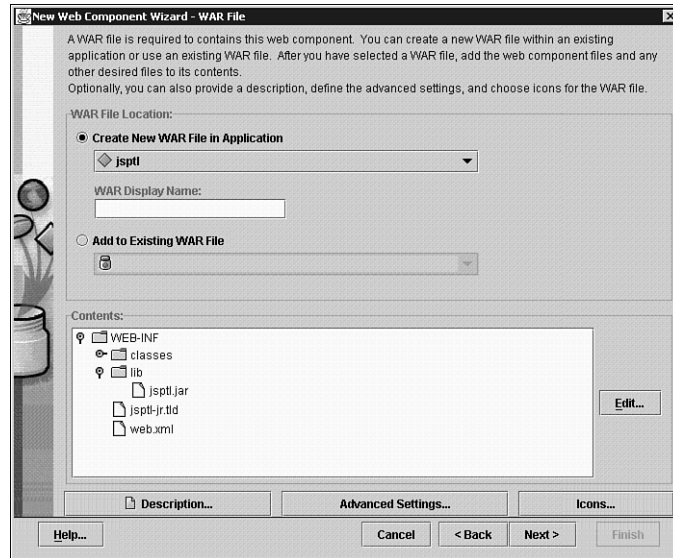 New Web Component Wizard - WAR File
A WAR file is required to contains this web component. You can create a new WAR file within an existing
application or use an existing WAR file. After you have selected a WAR file, add the web component files and any
other desired files to its contents.
Optionally, you can also provide a description, define the advanced settings, and choose icons for the WAR file.
WAR File Location:
Create New WAR File in Application
jsptl
WAR Display Name:
Add to Existing WAR File
Contents:
WEB-INF
classes
lib
jsptl.jar
jsptl-jr.tld
web.xml
Edit...
Description... Advanced Settings... Icons...
Help... Cancel < Back Next > Finish